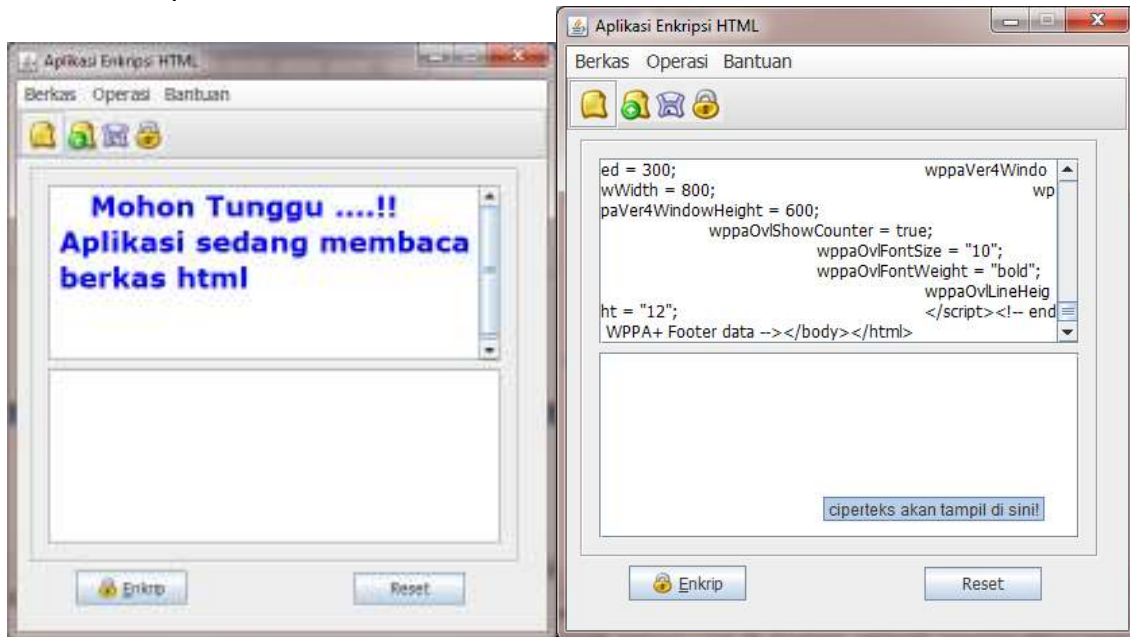 Aplikasi Enkripsi HTML
Berkas Operasi Bantuan
Mohon Tunggu ....!!
Aplikasi sedang membaca
berkas html
Enkrip
Reset
Aplikasi Enkripsi HTML
Berkas Operasi Bantuan
ed = 300; wppaVer4Windo
wWidth = 800; wp
paVer4WindowHeight = 600;
wppaOvlShowCounter = true;
wppaOvlFontSize = "10";
wppaOvlFontWeight = "bold";
wppaOvlLineHeig
ht = "12"; </script><!-- end
WPPA+ Footer data --></body></html>
ciperteks akan tampil di sini!
Enkrip
Reset